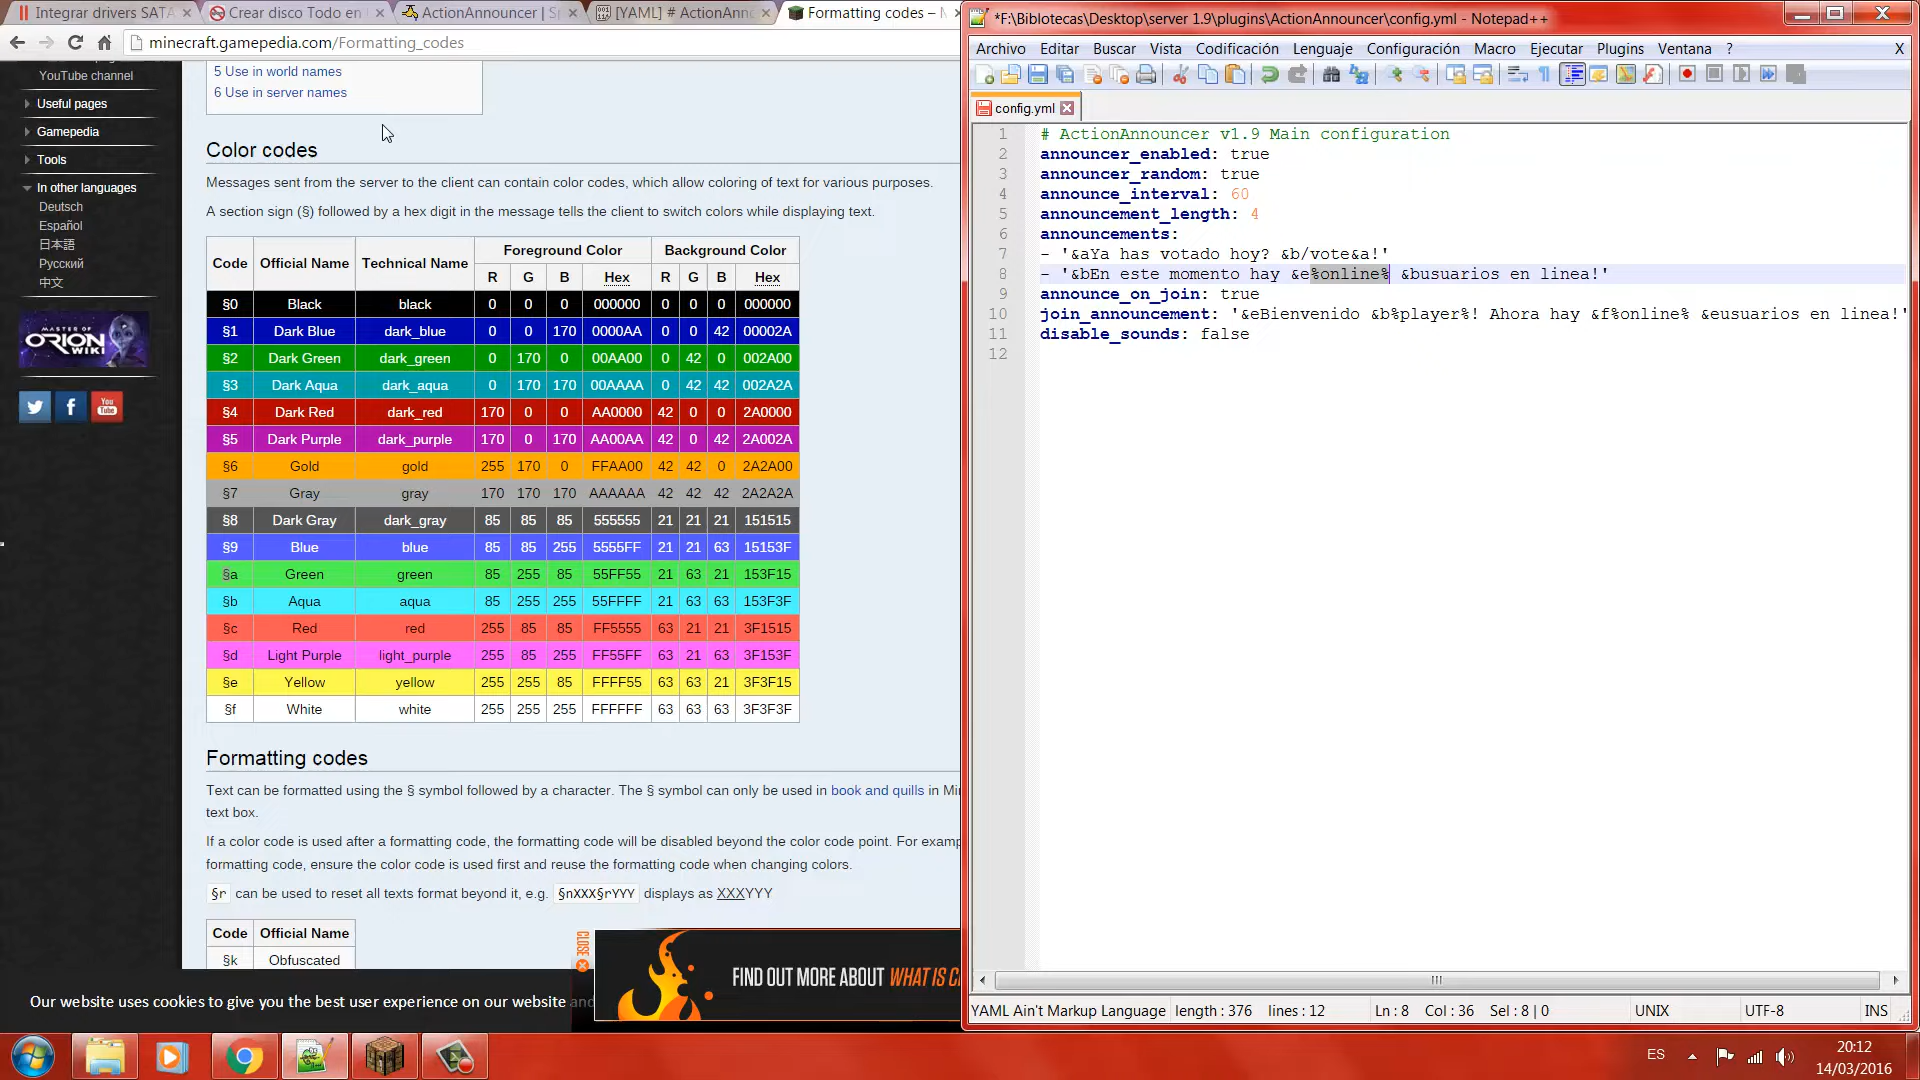 Integrar drivers SATA
Crear disco Todo en
ActionAnnouncer | Sp
[YAML] # ActionAnn
Formatting codes –
minecraft.gamepedia.com/Formatting_codes
YouTube channel
Useful pages
Gamepedia
Tools
In other languages
Deutsch
Español
日本語
Русский
中文
MASTER OF
ORION
WIKI
You
Tube
5 Use in world names
6 Use in server names
Color codes
Messages sent from the server to the client can contain color codes, which allow coloring of text for various purposes.
A section sign (§) followed by a hex digit in the message tells the client to switch colors while displaying text.
Code Official Name Technical Name Foreground Color Background Color
R G B Hex R G B Hex
§0 Black black 0 0 0 000000 0 0 0 000000
§1 Dark Blue dark_blue 0 0 170 0000AA 0 0 42 00002A
§2 Dark Green dark_green 0 170 0 00AA00 0 42 0 002A00
§3 Dark Aqua dark_aqua 0 170 170 00AAAA 0 42 42 002A2A
§4 Dark Red dark_red 170 0 0 AA0000 42 0 0 2A0000
§5 Dark Purple dark_purple 170 0 170 AA00AA 42 0 42 2A002A
§6 Gold gold 255 170 0 FFAA00 42 42 0 2A2A00
§7 Gray gray 170 170 170 AAAAAA 42 42 42 2A2A2A
§8 Dark Gray dark_gray 85 85 85 555555 21 21 21 151515
§9 Blue blue 85 85 255 5555FF 21 21 63 15153F
§a Green green 85 255 85 55FF55 21 63 21 153F15
§b Aqua aqua 85 255 255 55FFFF 21 63 63 153F3F
§c Red red 255 85 85 FF5555 63 21 21 3F1515
§d Light Purple light_purple 255 85 255 FF55FF 63 21 63 3F153F
§e Yellow yellow 255 255 85 FFFF55 63 63 21 3F3F15
§f White white 255 255 255 FFFFFF 63 63 63 3F3F3F
Formatting codes
Text can be formatted using the § symbol followed by a character. The § symbol can only be used in book and quills in Mi
text box.
If a color code is used after a formatting code, the formatting code will be disabled beyond the color code point. For examp
formatting code, ensure the color code is used first and reuse the formatting code when changing colors.
§r can be used to reset all texts format beyond it, e.g. §nXXX§rYYY displays as XXXYYY
Code Official Name
§k Obfuscated
CLOSE
FIND OUT MORE ABOUT WHAT IS C
Our website uses cookies to give you the best user experience on our website and
*F:\Biblotecas\Desktop\server 1.9\plugins\ActionAnnouncer\config.yml - Notepad++
Archivo Editar Buscar Vista Codificación Lenguaje Configuración Macro Ejecutar Plugins Ventana ? X
config.yml
1 # ActionAnnouncer v1.9 Main configuration
2 announcer_enabled: true
3 announcer_random: true
4 announce_interval: 60
5 announcement_length: 4
6 announcements:
7 - '&aYa has votado hoy? &b/vote&a!'
8 - '&bEn este momento hay &e%online% &busuarios en linea!'
9 announce_on_join: true
10 join_announcement: '&eBienvenido &b%player%! Ahora hay &f%online% &eusuarios en linea!'
11 disable_sounds: false
12
YAML Ain't Markup Language length : 376 lines : 12 Ln : 8 Col : 36 Sel : 8 | 0 UNIX UTF-8 INS
ES
20:12
14/03/2016